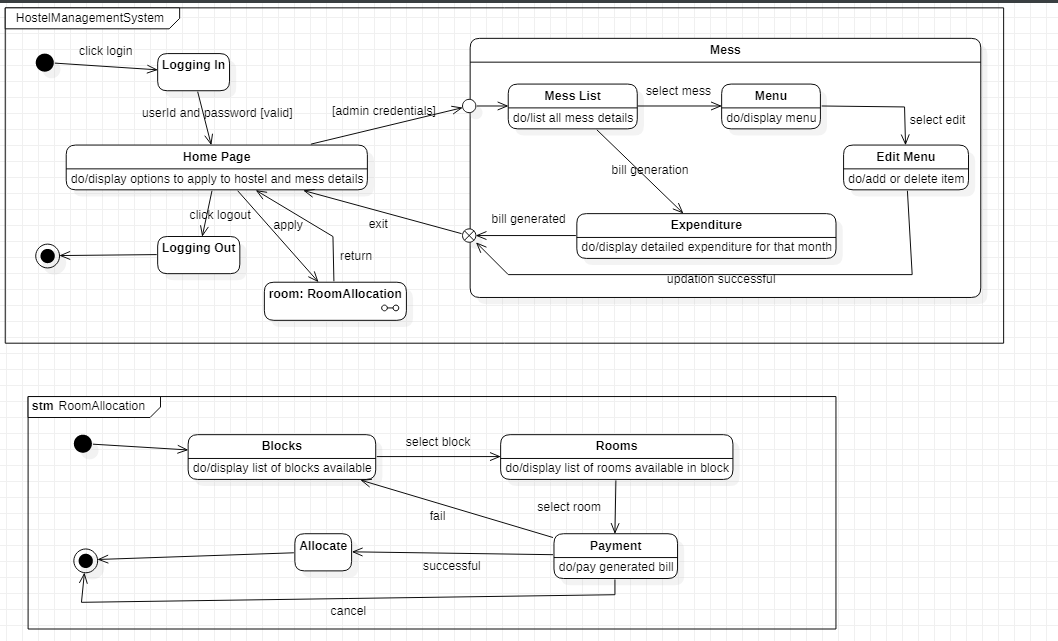 HostelManagementSystem
click login
Logging In
userId and password [valid]
[admin credentials]
Home Page
do/display options to apply to hostel and mess details
click logout
apply
exit
return
Logging Out
room: RoomAllocation
Mess
Mess List
do/list all mess details
select mess
Menu
do/display menu
select edit
Edit Menu
do/add or delete item
bill generation
bill generated
Expenditure
do/display detailed expenditure for that month
updation successful
stm RoomAllocation
Blocks
do/display list of blocks available
select block
Rooms
do/display list of rooms available in block
select room
fail
Allocate
successful
Payment
do/pay generated bill
cancel